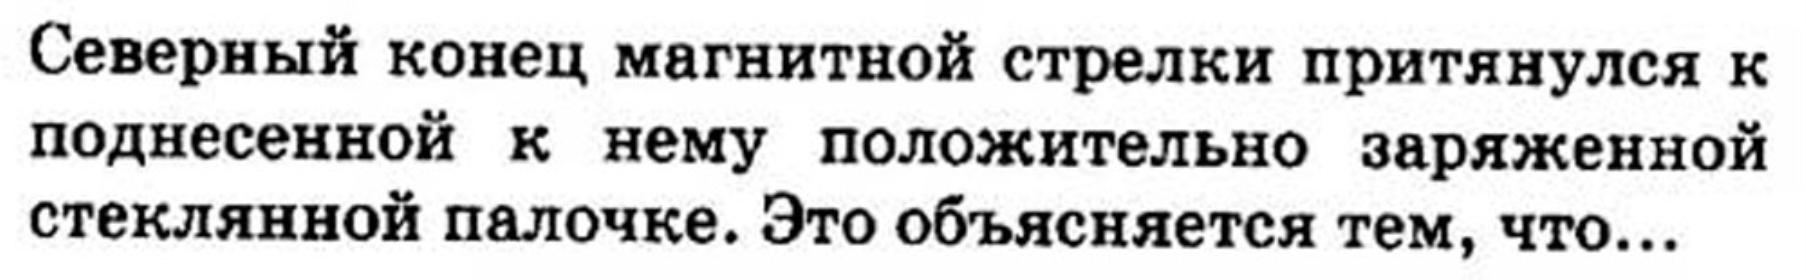 Северный конец магнитной стрелки притянулся к
поднесенной к нему положительно заряженной
стеклянной палочке. Это объясняется тем, что...